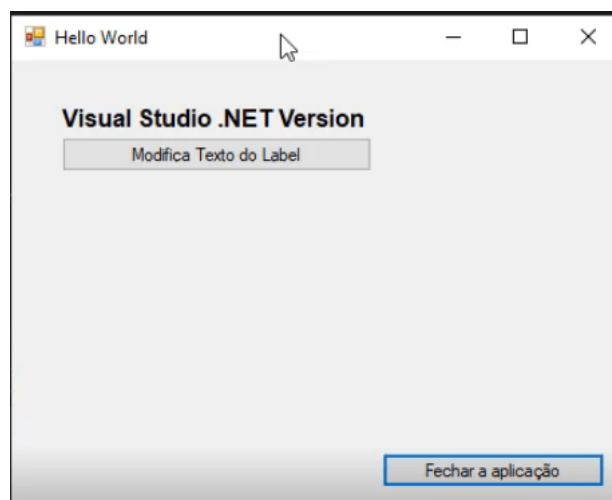 Hello World
Visual Studio .NET Version
Modifica Texto do Label
Fechar a aplicação